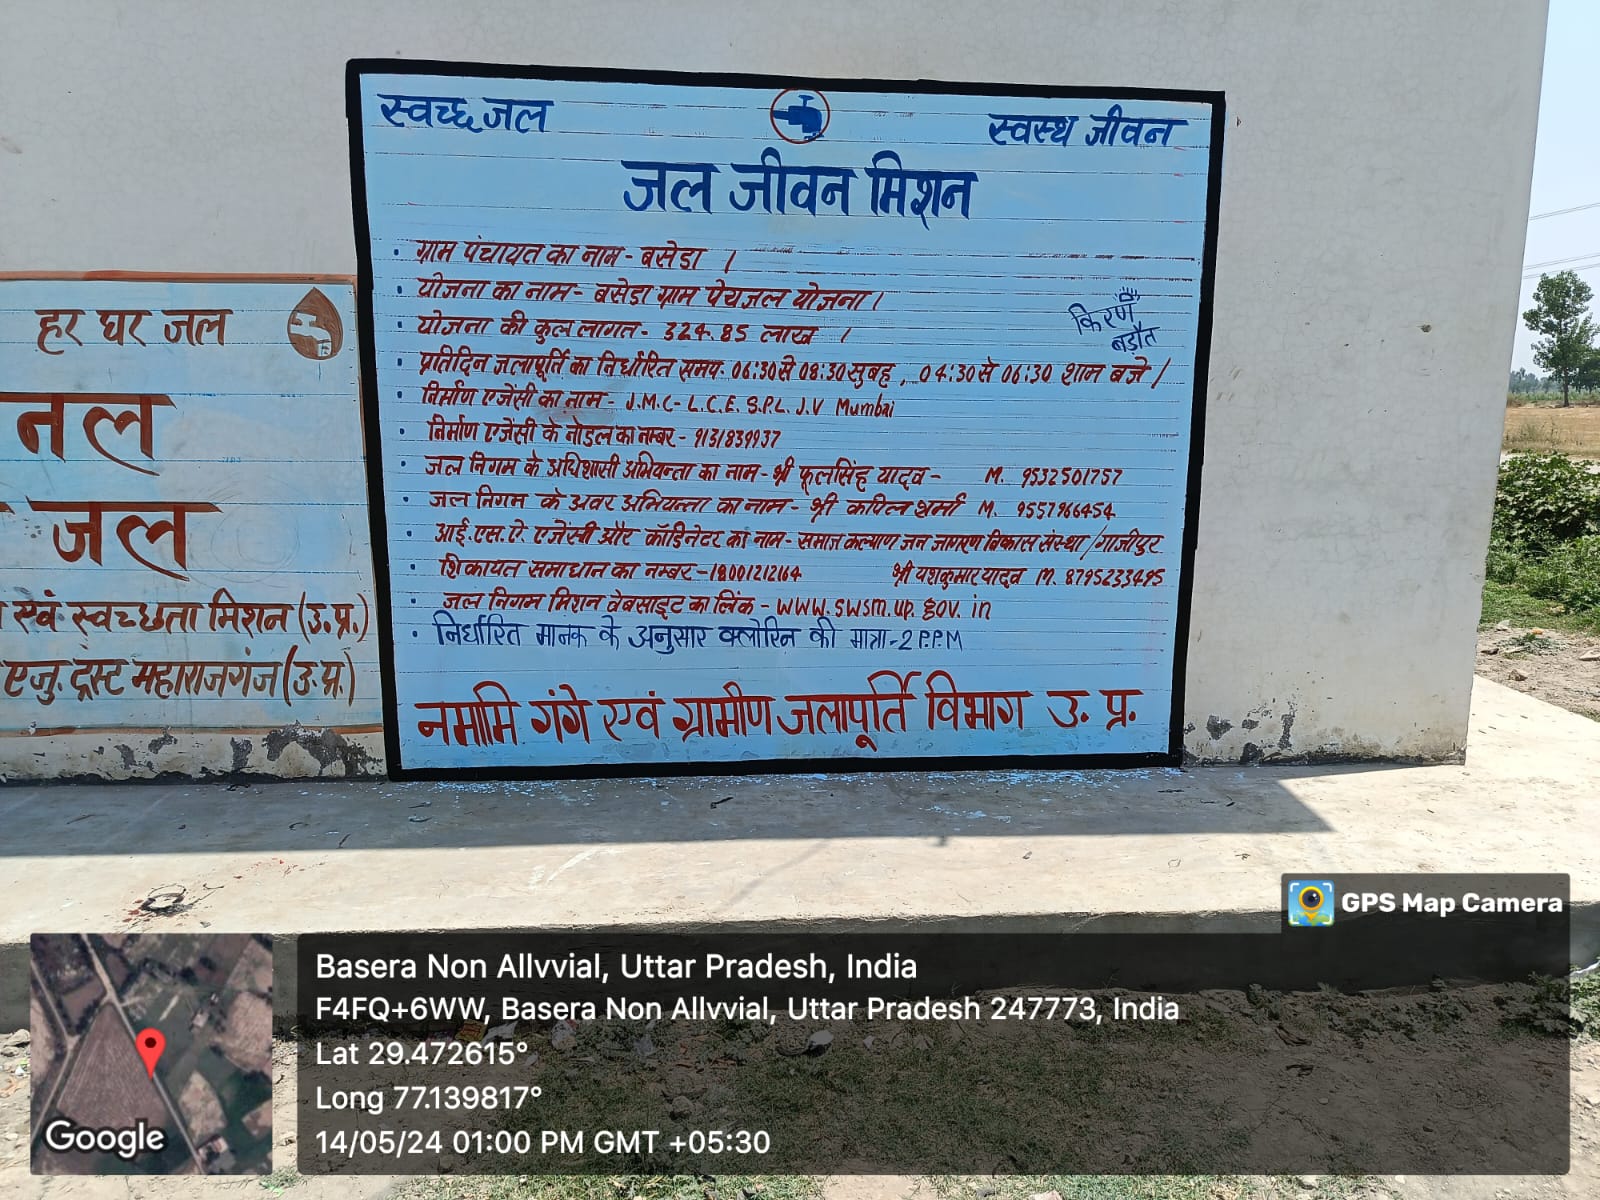 स्वच्छ जल
स्वस्थ जीवन
जल जीवन मिशन
• ग्राम पंचायत का नाम - बसेडा ।
• योजना का नाम - बसेडा ग्राम पेयजल योजना ।
• योजना की कुल लागत - 324.85 लाख ।
• प्रतिदिन जलापूर्ति का निर्धारित समय- 06:30 से 08:30 सुबह , 04:30 से 06:30 शाम बजे /
• निर्माण एजेंसी का नाम - J.M.C- L.C.E. S.P.L. J.V Mumbai
• निर्माण एजेंसी के नोडल का नम्बर - 9131839937
• जल निगम के अधिशासी अभियन्ता का नाम - श्री फूलसिंह यादव - M. 9532501757
• जल निगम के अवर अभियन्ता का नाम - श्री कपिल शर्मा M. 9557966454
• आई.एस.ऐ. एजेंसी और कॉडिनेटर का नाम - समाज कल्याण जन जागरण विकास संस्था /गाजीपुर
• शिकायत समाधान का नम्बर - 18001212164 श्री यशकुमार यादव M. 8795233495
• जल निगम मिशन वेबसाइट का लिंक - www.swsm.up.gov.in
• निर्धारित मानक के अनुसार क्लोरिन की मात्रा - 2 P.P.M
नमामि गंगे एवं ग्रामीण जलापूर्ति विभाग उ. प्र.
किरण
बड़ौत
हर घर जल
नल
जल
एवं स्वच्छता मिशन (उ.प्र.)
एजु. ट्रस्ट महाराजगंज (उ.प्र.)
GPS Map Camera
Basera Non Allvvial, Uttar Pradesh, India
F4FQ+6WW, Basera Non Allvvial, Uttar Pradesh 247773, India
Lat 29.472615°
Long 77.139817°
14/05/24 01:00 PM GMT +05:30
Google